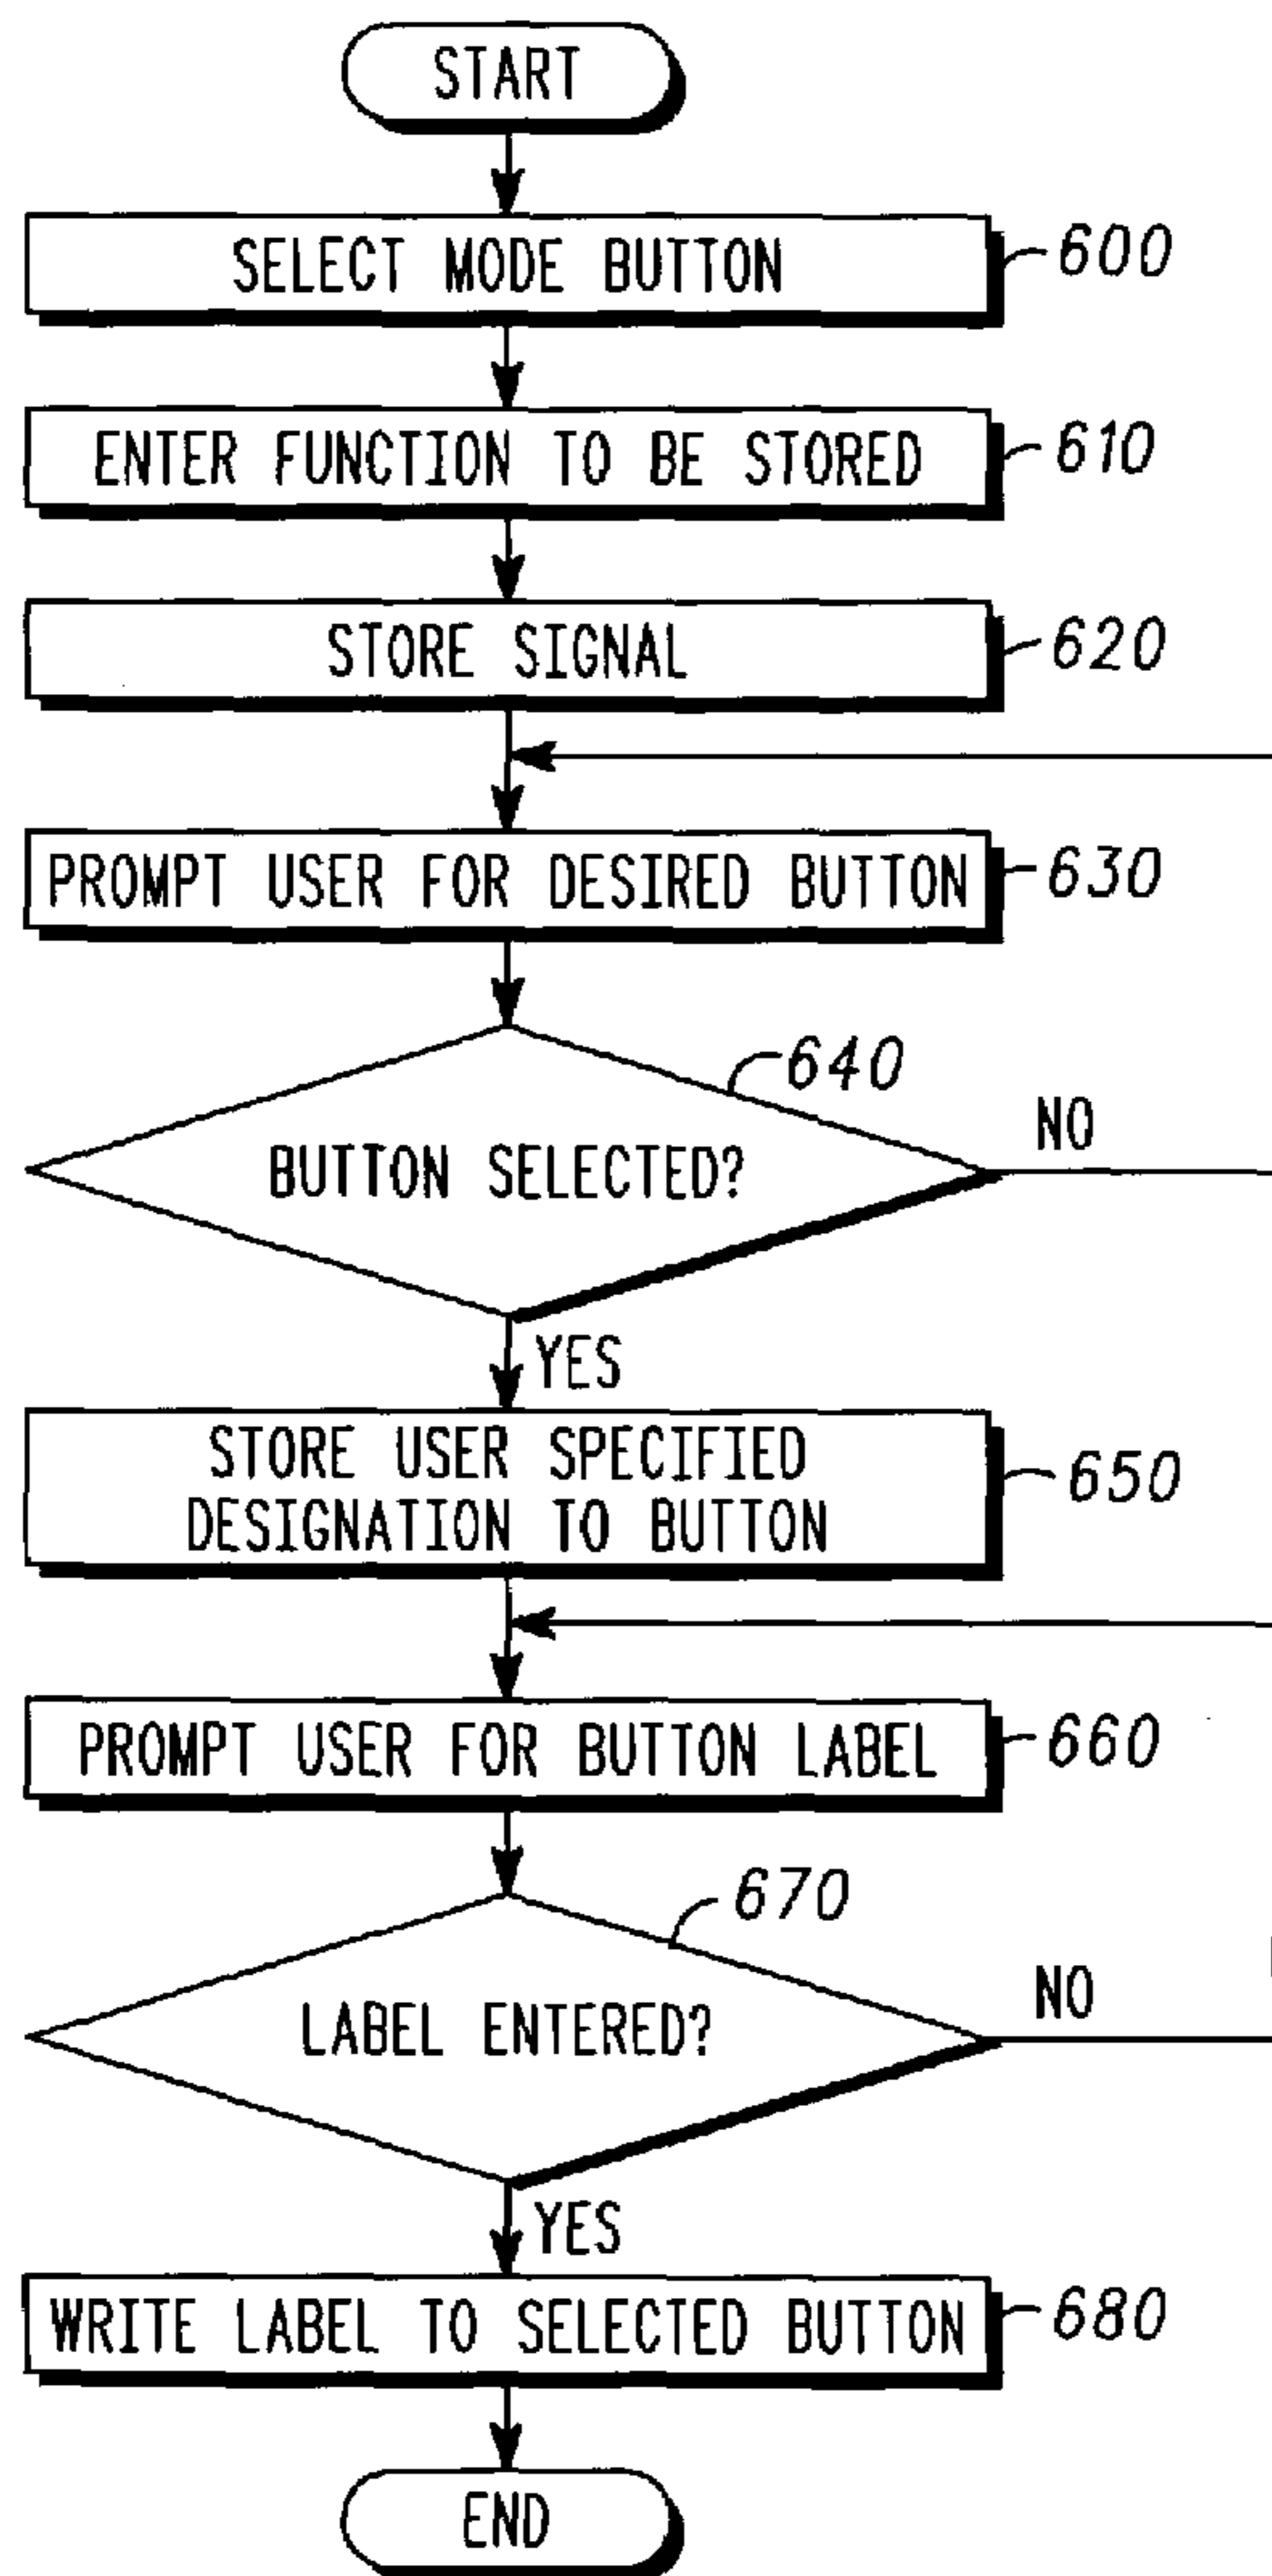 START
SELECT MODE BUTTON
600
ENTER FUNCTION TO BE STORED
610
STORE SIGNAL
620
PROMPT USER FOR DESIRED BUTTON
630
640
BUTTON SELECTED?
NO
YES
STORE USER SPECIFIED
DESIGNATION TO BUTTON
650
PROMPT USER FOR BUTTON LABEL
660
670
LABEL ENTERED?
NO
YES
WRITE LABEL TO SELECTED BUTTON
680
END